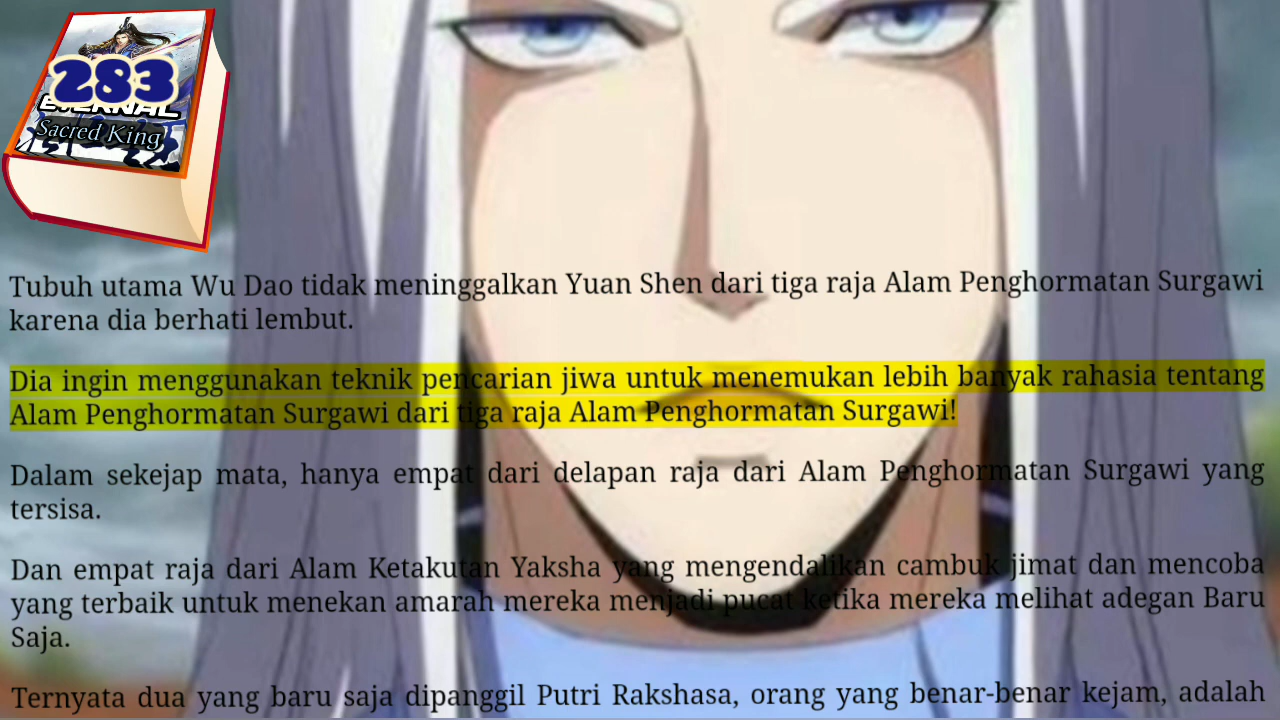 283
ETERNAL
Sacred King
Tubuh utama Wu Dao tidak meninggalkan Yuan Shen dari tiga raja Alam Penghormatan Surgawi
karena dia berhati lembut.
Dia ingin menggunakan teknik pencarian jiwa untuk menemukan lebih banyak rahasia tentang
Alam Penghormatan Surgawi dari tiga raja Alam Penghormatan Surgawi!
Dalam sekejap mata, hanya empat dari delapan raja dari Alam Penghormatan Surgawi yang
tersisa.
Dan empat raja dari Alam Ketakutan Yaksha yang mengendalikan cambuk jimat dan mencoba
yang terbaik untuk menekan amarah mereka menjadi pucat ketika mereka melihat adegan Baru
Saja.
Ternyata dua yang baru saja dipanggil Putri Rakshasa, orang yang benar-benar kejam, adalah